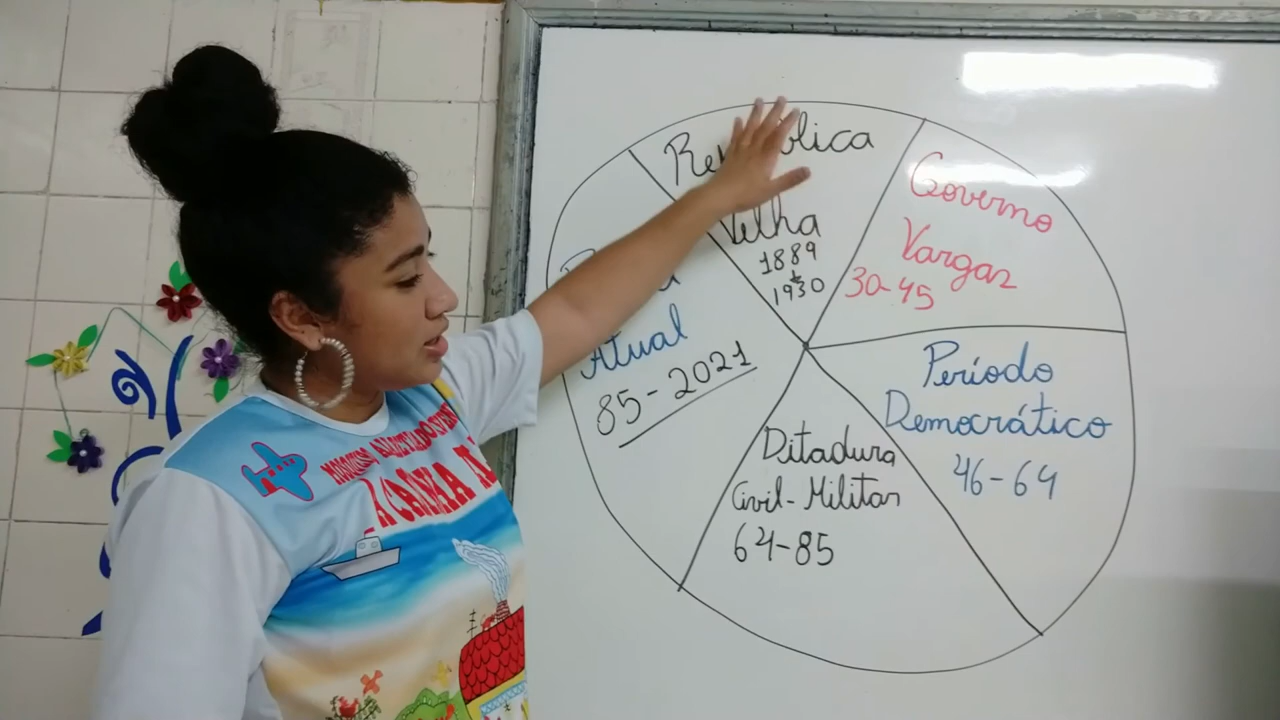 República
Velha
1889
1930
Governo
Vargas
30-45
Período
Democrático
46-64
Ditadura
Civil-Militar
64-85
Atual
85-2021